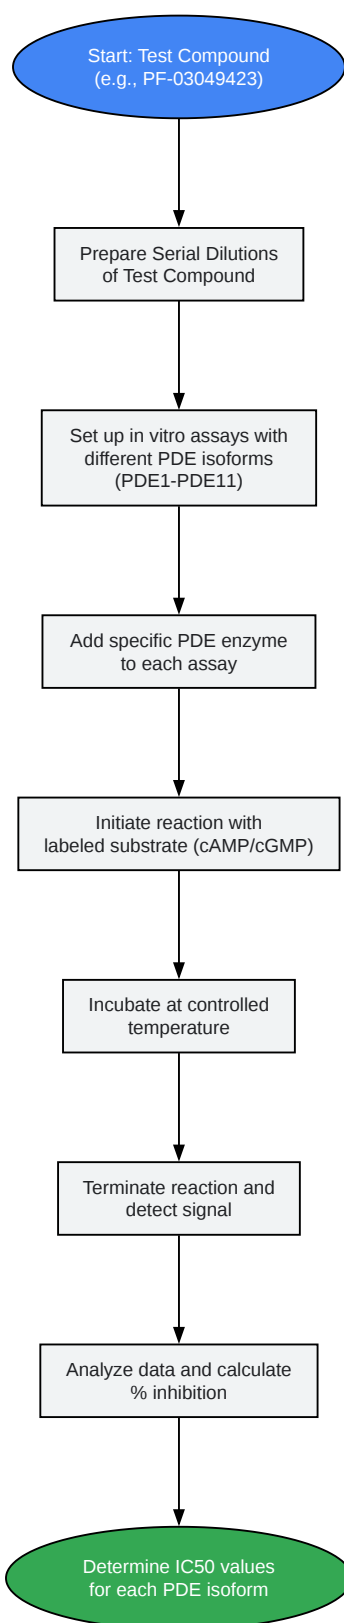 Start: Test Compound
(e.g., PF-03049423)
Prepare Serial Dilutions
of Test Compound
Set up in vitro assays with
different PDE isoforms
(PDE1-PDE11)
Add specific PDE enzyme
to each assay
Initiate reaction with
labeled substrate (cAMP/cGMP)
Incubate at controlled
temperature
Terminate reaction and
detect signal
Analyze data and calculate
% inhibition
Determine IC50 values
for each PDE isoform